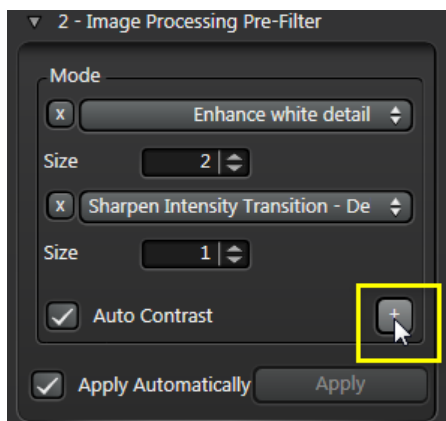 2 - Image Processing Pre-Filter
Mode
x Enhance white detail
Size 2
x Sharpen Intensity Transition - De
Size 1
Auto Contrast +
Apply Automatically Apply